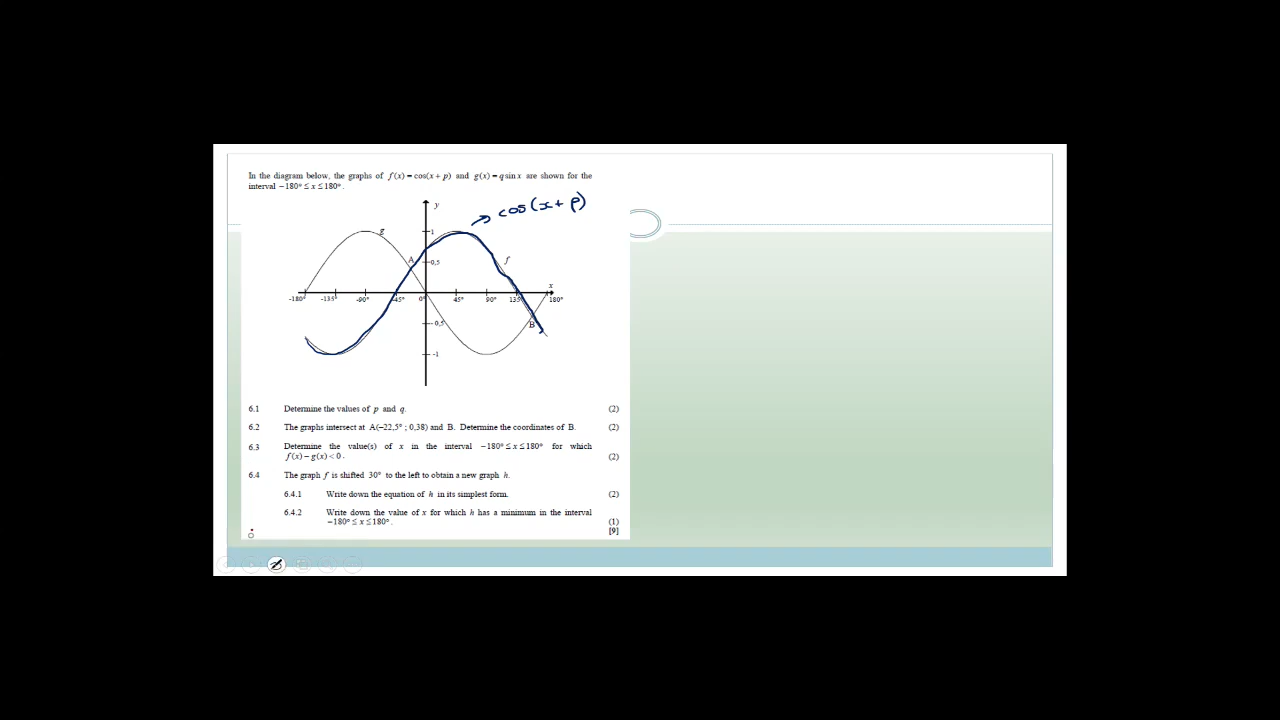 In the diagram below, the graphs of f(x) = cos(x + p) and g(x) = q sin x are shown for the
interval −180° ≤ x ≤ 180°.
cos(x + p)
y
g
1
A
0,5
f
x
-180° -135° -90° -45° 0° 45° 90° 135° 180°
- 0,5
B
-1
6.1 Determine the values of p and q. (2)
6.2 The graphs intersect at A(−22,5° ; 0,38) and B. Determine the coordinates of B. (2)
6.3 Determine the value(s) of x in the interval −180° ≤ x ≤ 180° for which
f(x) − g(x) < 0. (2)
6.4 The graph f is shifted 30° to the left to obtain a new graph h.
6.4.1 Write down the equation of h in its simplest form. (2)
6.4.2 Write down the value of x for which h has a minimum in the interval
−180° ≤ x ≤ 180°. (1)
[9]